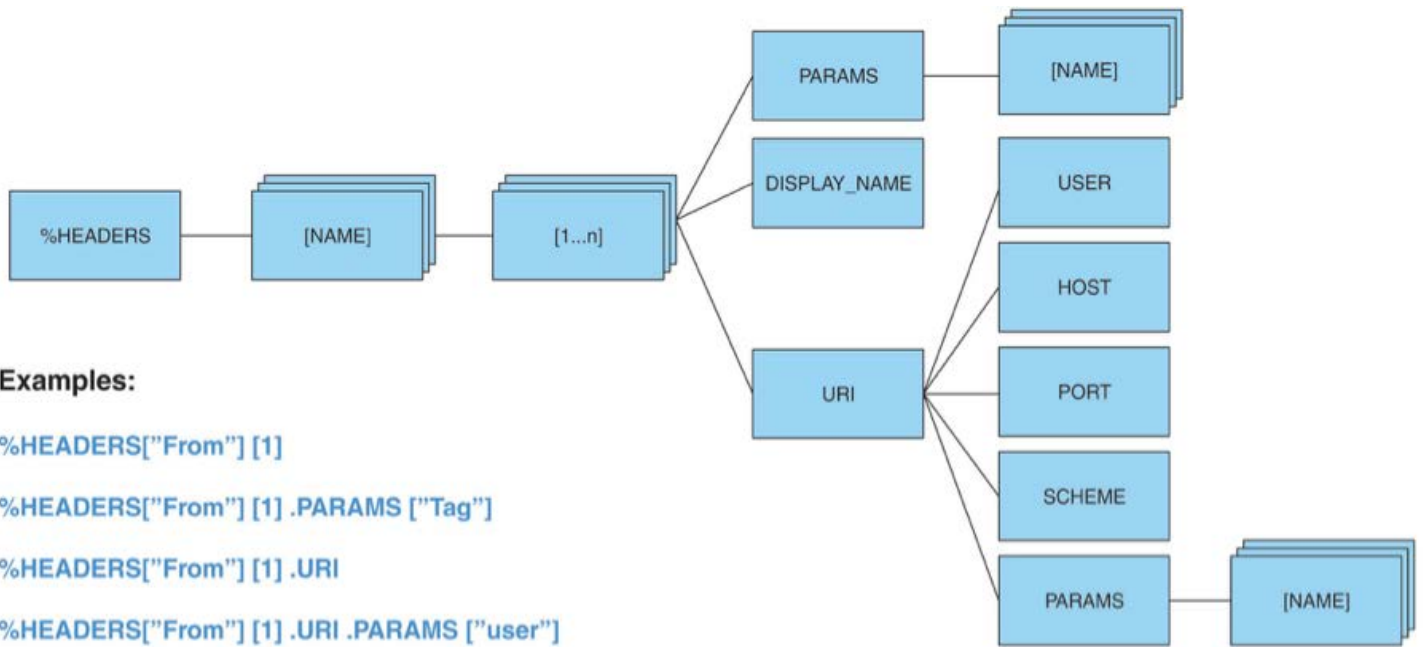 PARAMS
[NAME]
DISPLAY_NAME
USER
%HEADERS
[NAME]
[1...n]
HOST
URI
PORT
SCHEME
PARAMS
[NAME]
Examples:
%HEADERS["From"] [1]
%HEADERS["From"] [1] .PARAMS ["Tag"]
%HEADERS["From"] [1] .URI
%HEADERS["From"] [1] .URI .PARAMS ["user"]